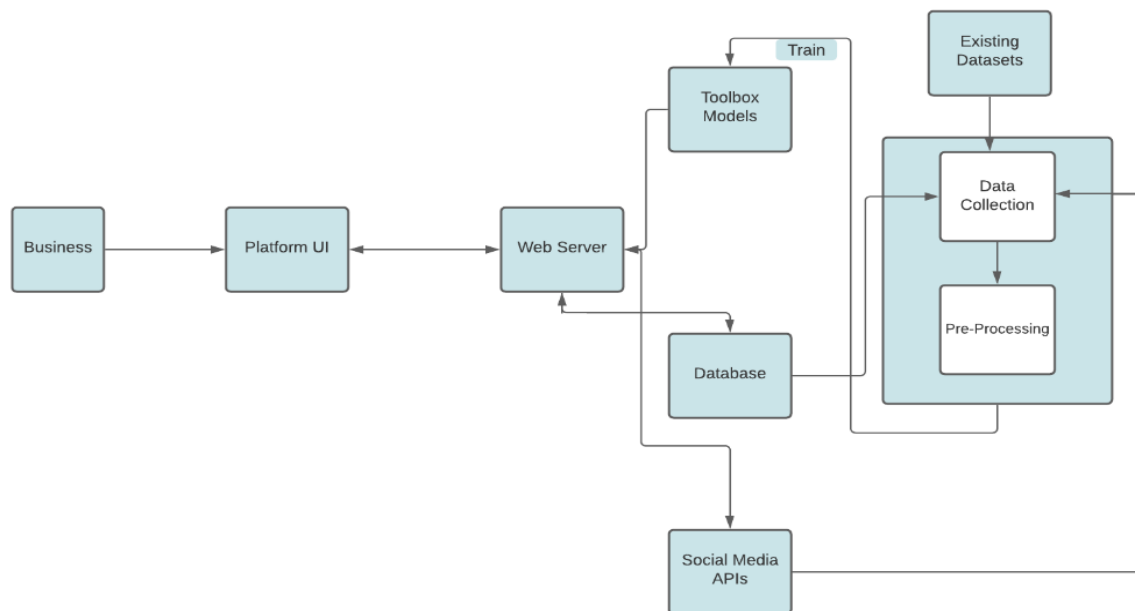 Train
Existing
Datasets
Toolbox
Models
Data
Collection
Business
Platform UI
Web Server
Pre-Processing
Database
Social Media
APIs